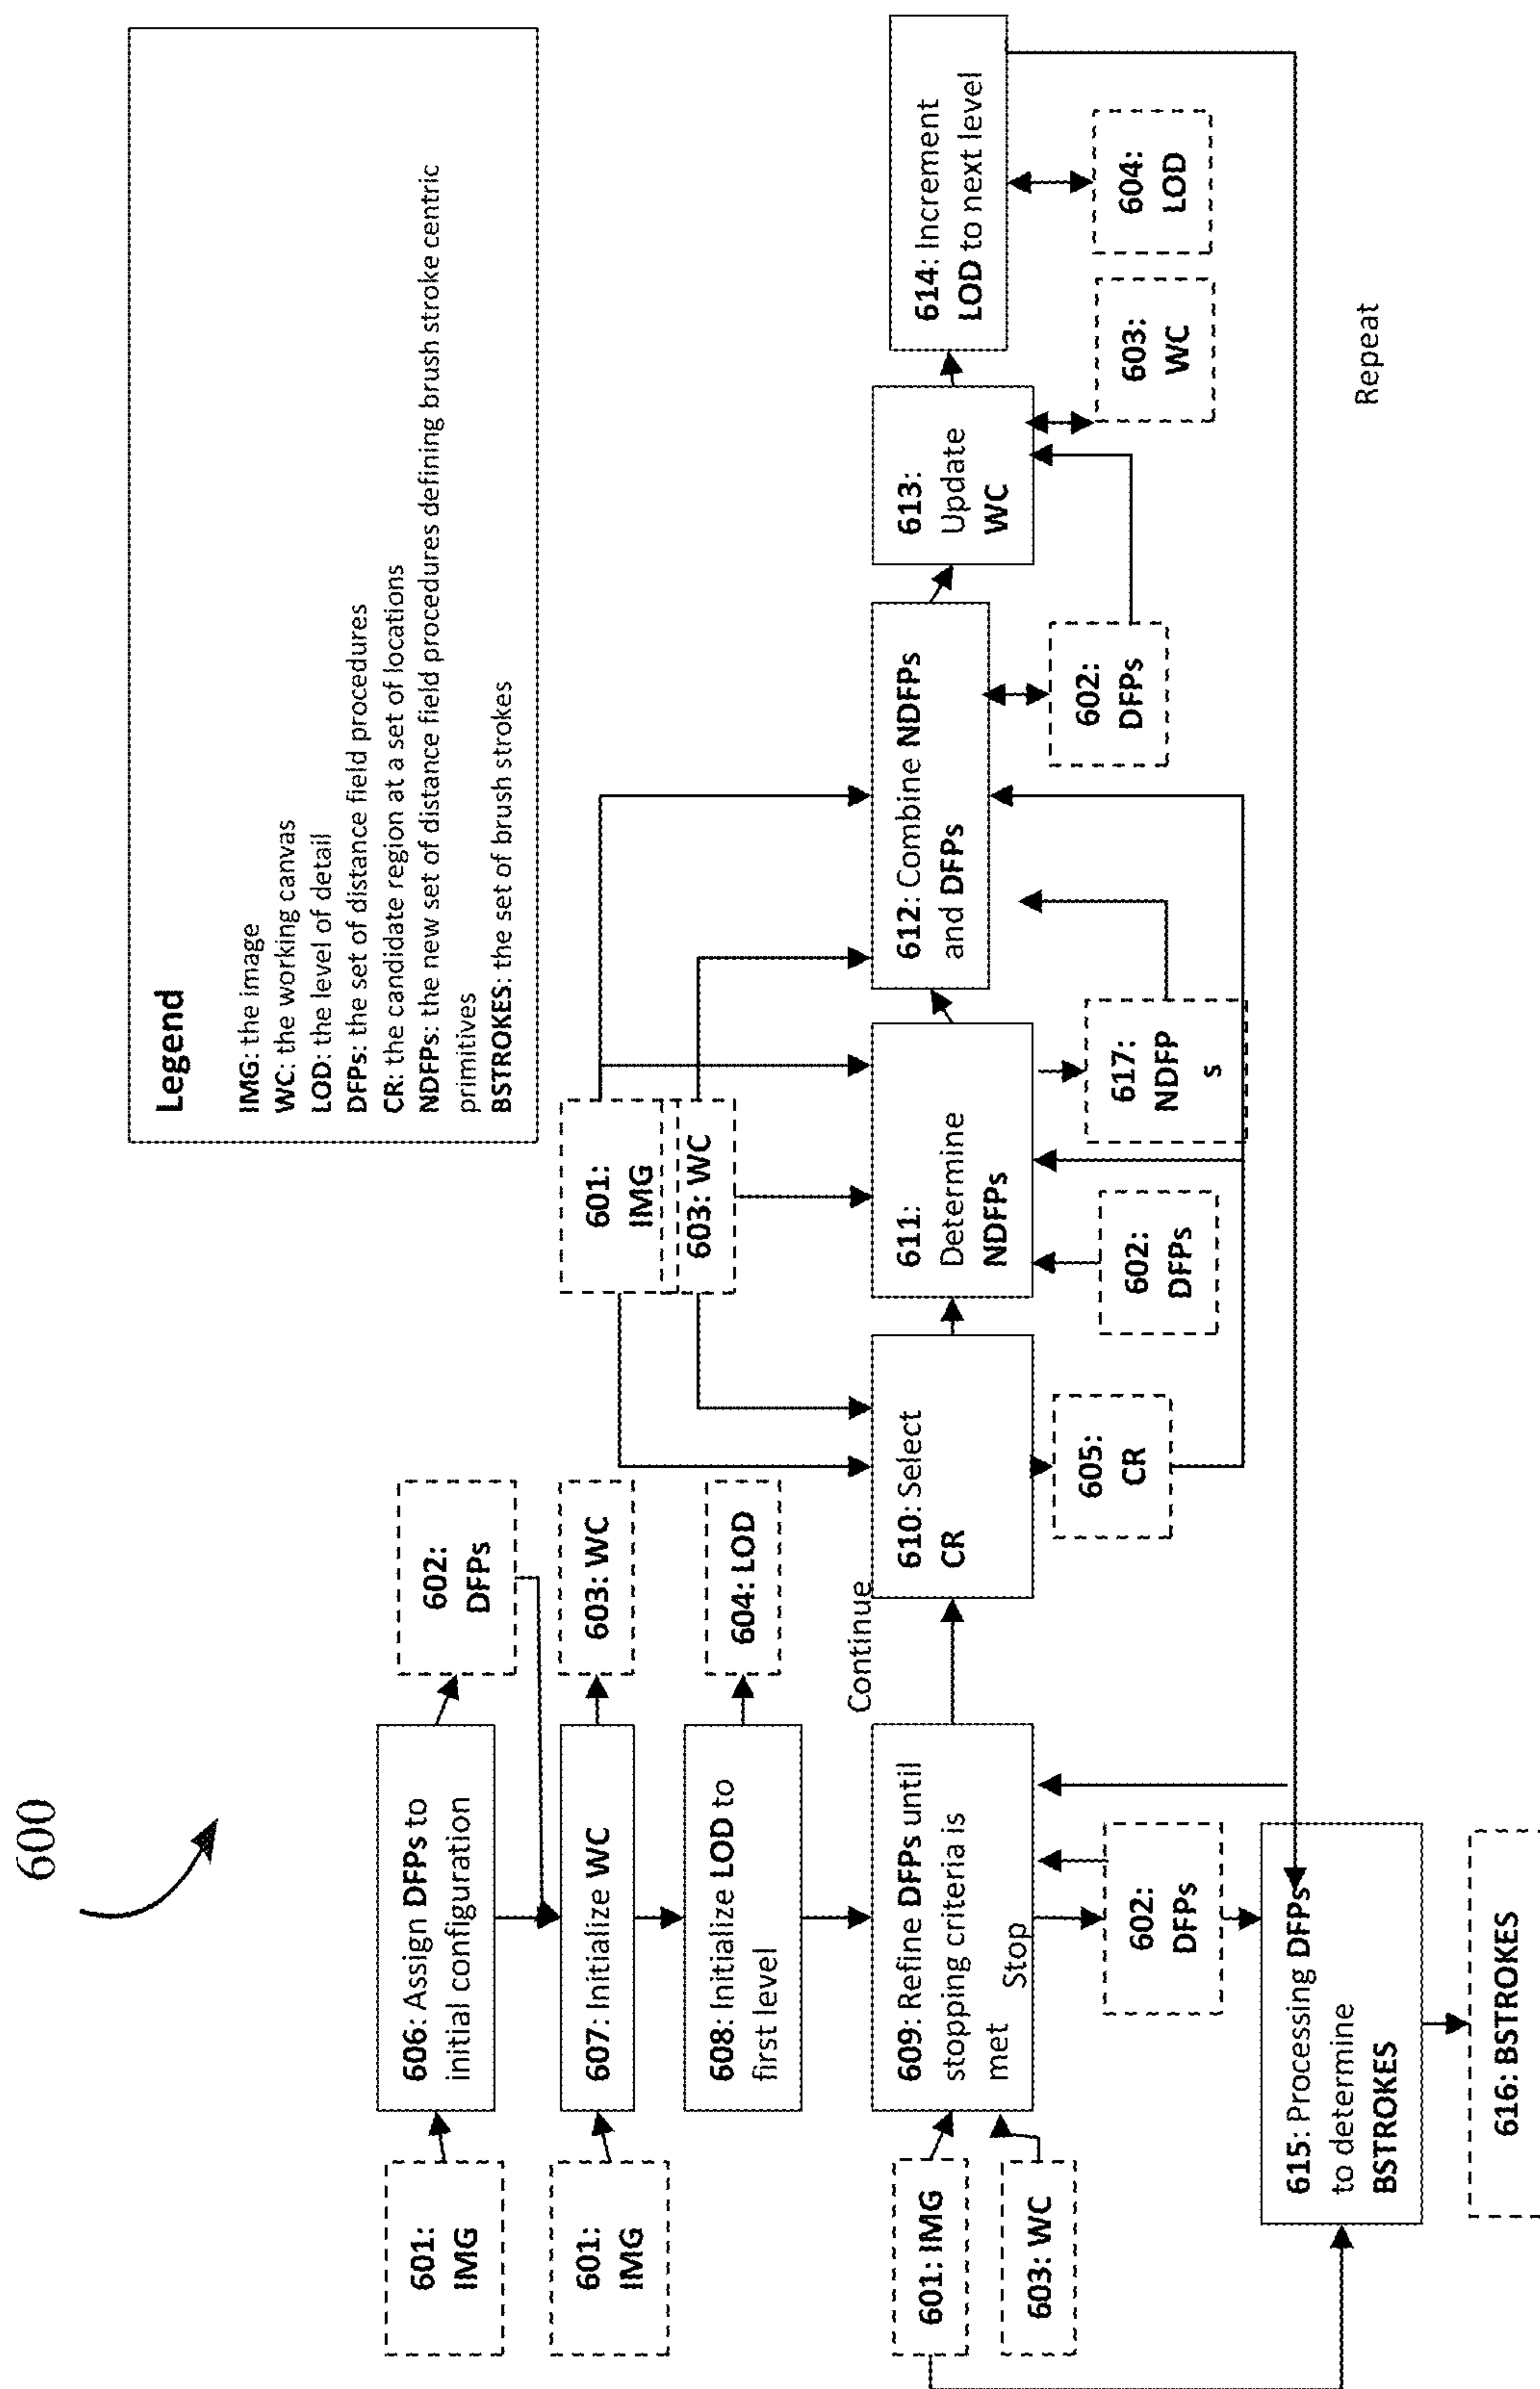 600
Legend
IMG: the image
WC: the working canvas
LOD: the level of detail
DFPs: the set of distance field procedures
CR: the candidate region at a set of locations
NDFPs: the new set of distance field procedures defining brush stroke centric
primitives
BSTROKES: the set of brush strokes
601:
IMG
606: Assign DFPs to
initial configuration
602:
DFPs
601:
IMG
607: Initialize WC
603: WC
608: Initialize LOD to
first level
604: LOD
601: IMG
603: WC
609: Refine DFPs until
stopping criteria is
met
Stop
Continue
601:
IMG
603: WC
610: Select
CR
611:
Determine
NDFPs
612: Combine NDFPs
and DFPs
613:
Update
WC
614: Increment
LOD to next level
602:
DFPs
605:
CR
602:
DFPs
617:
NDFP
s
602:
DFPs
603:
WC
604:
LOD
Repeat
615: Processing DFPs
to determine
BSTROKES
616: BSTROKES